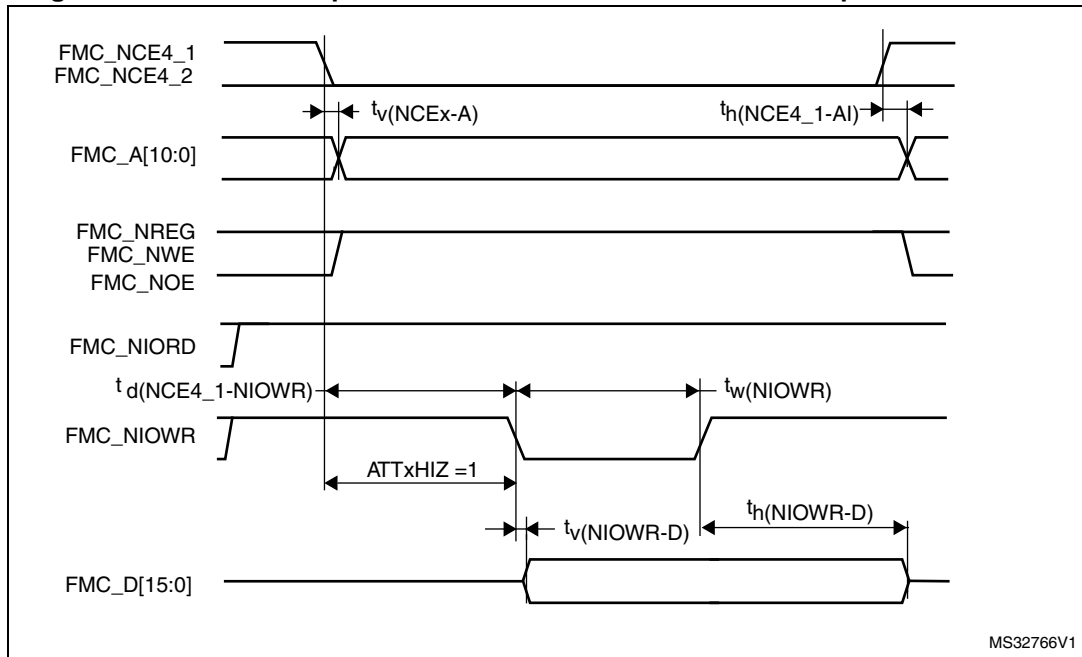 FMC_NCE4_1
FMC_NCE4_2
tv(NCEx-A)
th(NCE4_1-AI)
FMC_A[10:0]
FMC_NREG
FMC_NWE
FMC_NOE
FMC_NIORD
td(NCE4_1-NIOWR)
tw(NIOWR)
FMC_NIOWR
ATTxHIZ =1
th(NIOWR-D)
tv(NIOWR-D)
FMC_D[15:0]
MS32766V1